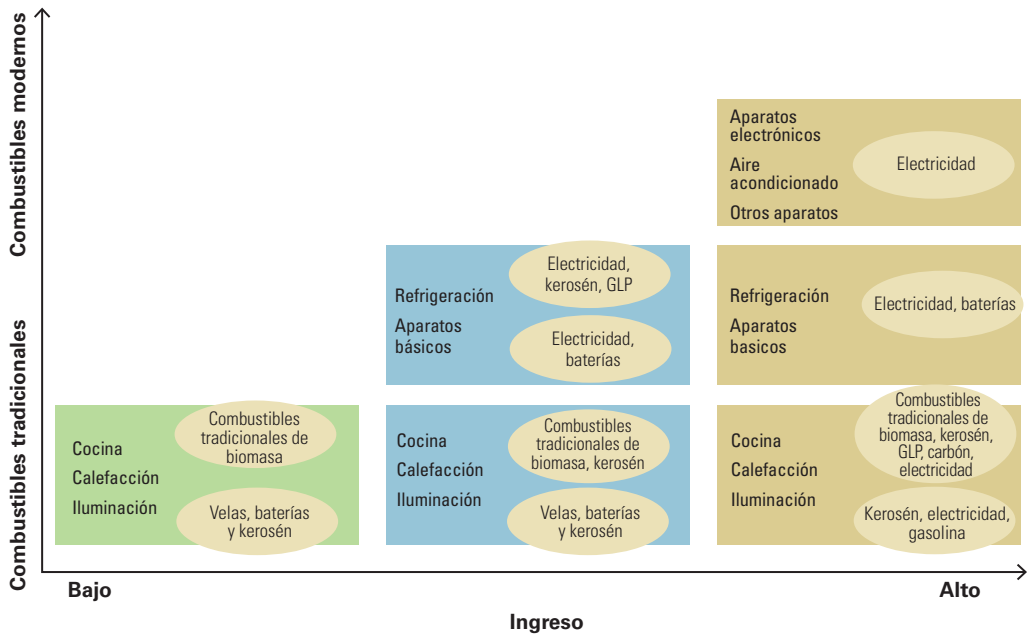 Combustibles modernos
Combustibles tradicionales
Aparatos
electrónicos
Aire
acondicionado
Otros aparatos
Electricidad
Refrigeración
Aparatos
básicos
Electricidad,
kerosén, GLP
Electricidad,
baterías
Refrigeración
Aparatos
basicos
Electricidad, baterías
Cocina
Calefacción
Iluminación
Combustibles
tradicionales de
biomasa
Velas, baterías
y kerosén
Cocina
Calefacción
Iluminación
Combustibles
tradicionales de
biomasa, kerosén
Velas, baterías
y kerosén
Cocina
Calefacción
Iluminación
Combustibles
tradicionales de
biomasa, kerosén,
GLP, carbón,
electricidad
Kerosén, electricidad,
gasolina
Bajo
Alto
Ingreso